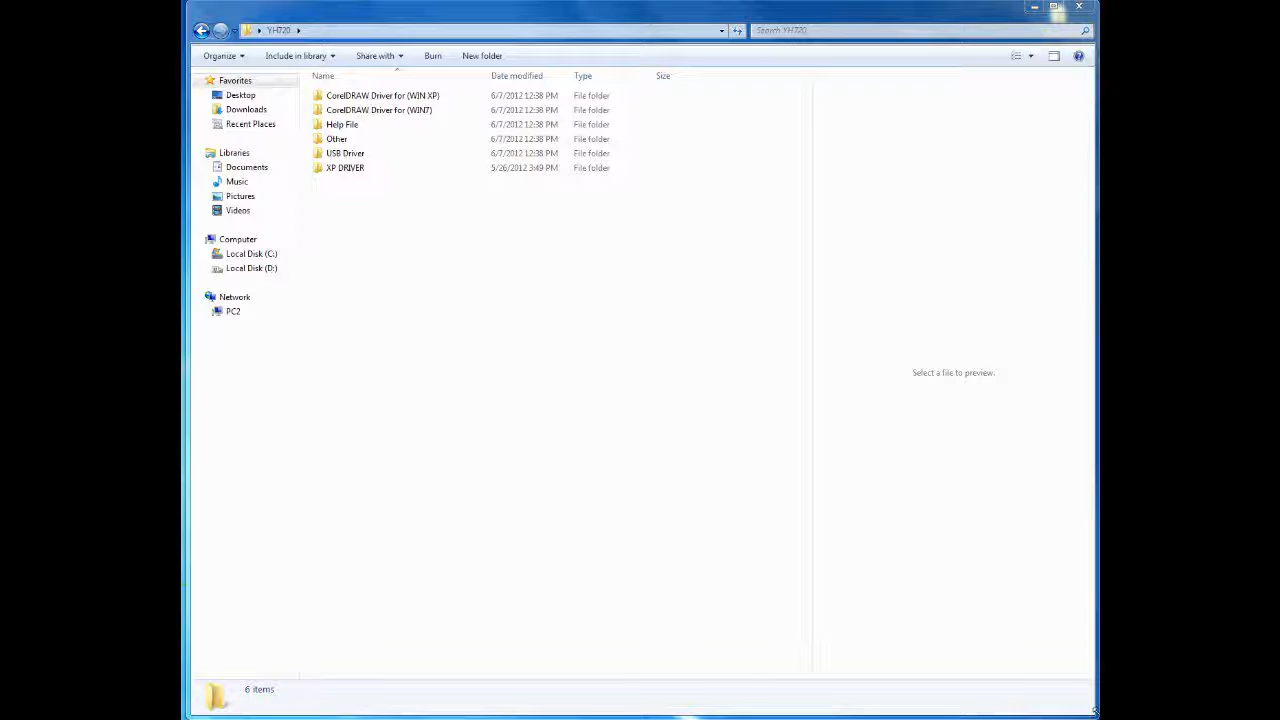 YH720
Search YH720
Organize Include in library Share with Burn New folder
Name Date modified Type Size
Favorites
Desktop
Downloads
Recent Places
Libraries
Documents
Music
Pictures
Videos
Computer
Local Disk (C:)
Local Disk (D:)
Network
PC2
CorelDRAW Driver for (WIN XP) 6/7/2012 12:38 PM File folder
CorelDRAW Driver for (WIN7) 6/7/2012 12:38 PM File folder
Help File 6/7/2012 12:38 PM File folder
Other 6/7/2012 12:38 PM File folder
USB Driver 6/7/2012 12:38 PM File folder
XP DRIVER 5/26/2012 3:49 PM File folder
Select a file to preview.
6 items